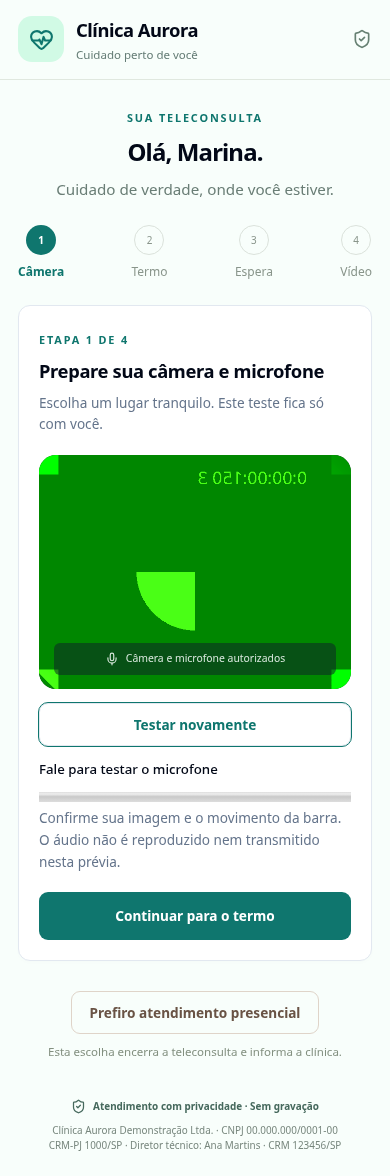 Clínica Aurora
Cuidado perto de você
SUA TELECONSULTA
Olá, Marina.
Cuidado de verdade, onde você estiver.
1
2
3
4
Câmera
Termo
Espera
Vídeo
ETAPA 1 DE 4
Prepare sua câmera e microfone
Escolha um lugar tranquilo. Este teste fica só
com você.
0:00:00:150 3
Câmera e microfone autorizados
Testar novamente
Fale para testar o microfone
Confirme sua imagem e o movimento da barra.
O áudio não é reproduzido nem transmitido
nesta prévia.
Continuar para o termo
Prefiro atendimento presencial
Esta escolha encerra a teleconsulta e informa a clínica.
Atendimento com privacidade · Sem gravação
Clínica Aurora Demonstração Ltda. · CNPJ 00.000.000/0001-00
CRM-PJ 1000/SP · Diretor técnico: Ana Martins · CRM 123456/SP